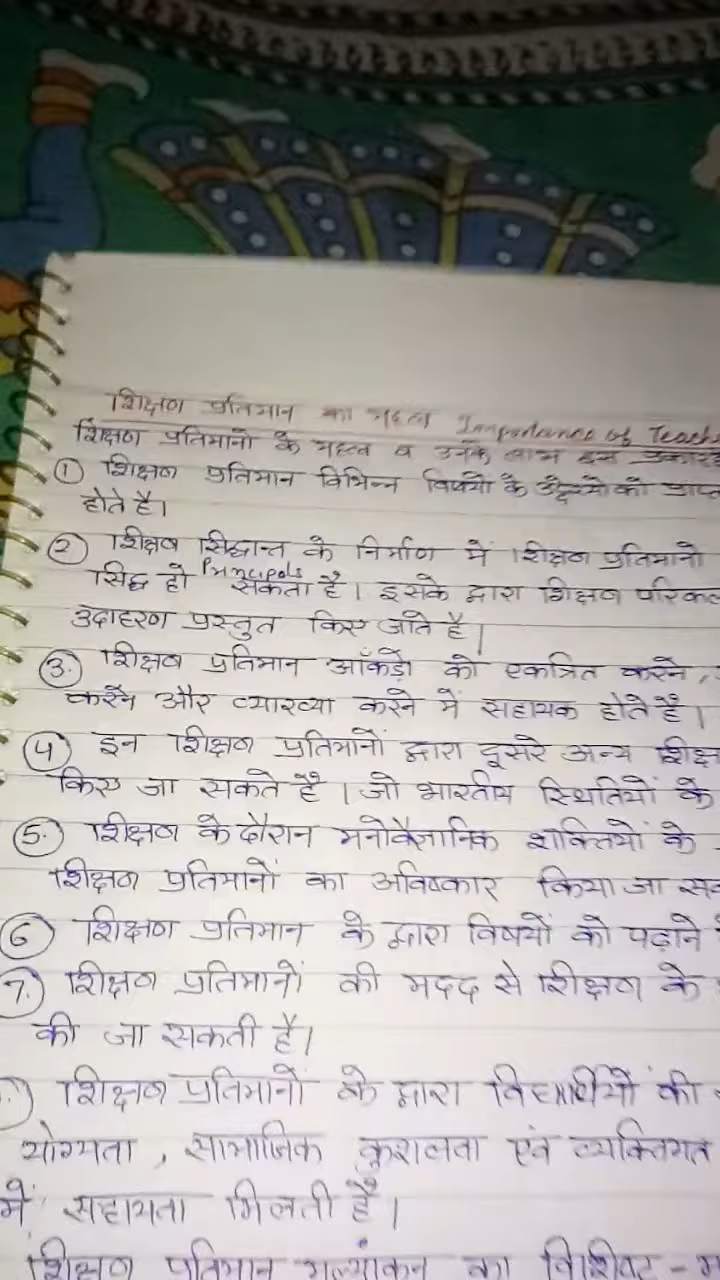 शिक्षण प्रतिमान का महत्व Importance of Teach
शिक्षण प्रतिमानो के महत्व व उनके लाभ इस प्रकार है
① शिक्षण प्रतिमान विभिन्न विषयों के उद्देश्यो को प्राप्त
होते है।
② शिक्षण सिद्धान्त के निर्माण में शिक्षण प्रतिमानो
Principals
सिद्ध हो सकता है। इसके द्वारा शिक्षण परिकल
उदाहरण प्रस्तुत किए जाते है।
③. शिक्षण प्रतिमान आँकड़ो को एकत्रित करने,
करने और व्याख्या करने में सहायक होते है।
④ इन शिक्षण प्रतिमानों द्वारा दूसरे अन्य शिक्ष
किए जा सकते है। जो भारतीय स्थितियों के
⑤. शिक्षण के दौरान मनोवैज्ञानिक शक्तियों के
शिक्षण प्रतिमानों का अविष्कार किया जा सक
⑥ शिक्षण प्रतिमान के द्वारा विषयों को पढ़ाने
7. शिक्षण प्रतिमानों की मदद से शिक्षण के
की जा सकती है।
शिक्षण प्रतिमानों के द्वारा विद्यार्थियों की
योग्यता, सामाजिक कुशलता एंव व्यक्तिगत
में सहायता मिलती है।
शिक्षण प्रतिमान मूल्यांकन का विशिष्ट -